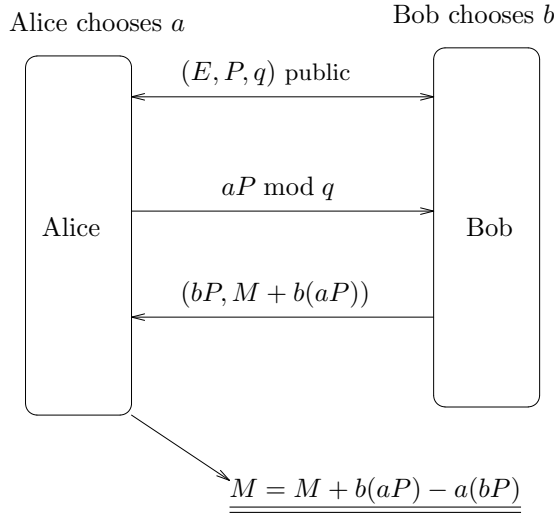 Alice chooses a
Bob chooses b
(E, P, q) public
aP mod q
Alice
Bob
(bP, M + b(aP))
M = M + b(aP) − a(bP)